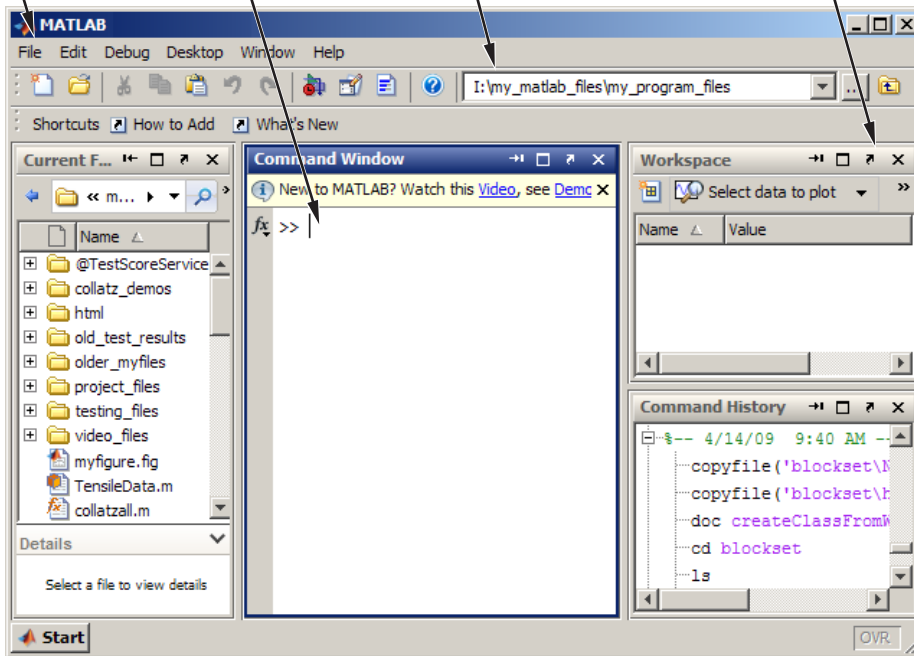 MATLAB
File Edit Debug Desktop Window Help
I:\my_matlab_files\my_program_files ...
Shortcuts How to Add What's New
Current F...
« m...
Name
@TestScoreService
collatz_demos
html
old_test_results
older_myfiles
project_files
testing_files
video_files
myfigure.fig
TensileData.m
collatzall.m
Details
Select a file to view details
Command Window
New to MATLAB? Watch this Video, see Demo
fx >>
Workspace
Select data to plot »
Name Value
Command History
%-- 4/14/09 9:40 AM --
copyfile('blockset\
copyfile('blockset\h
doc createClassFromW
cd blockset
ls
Start
OVR